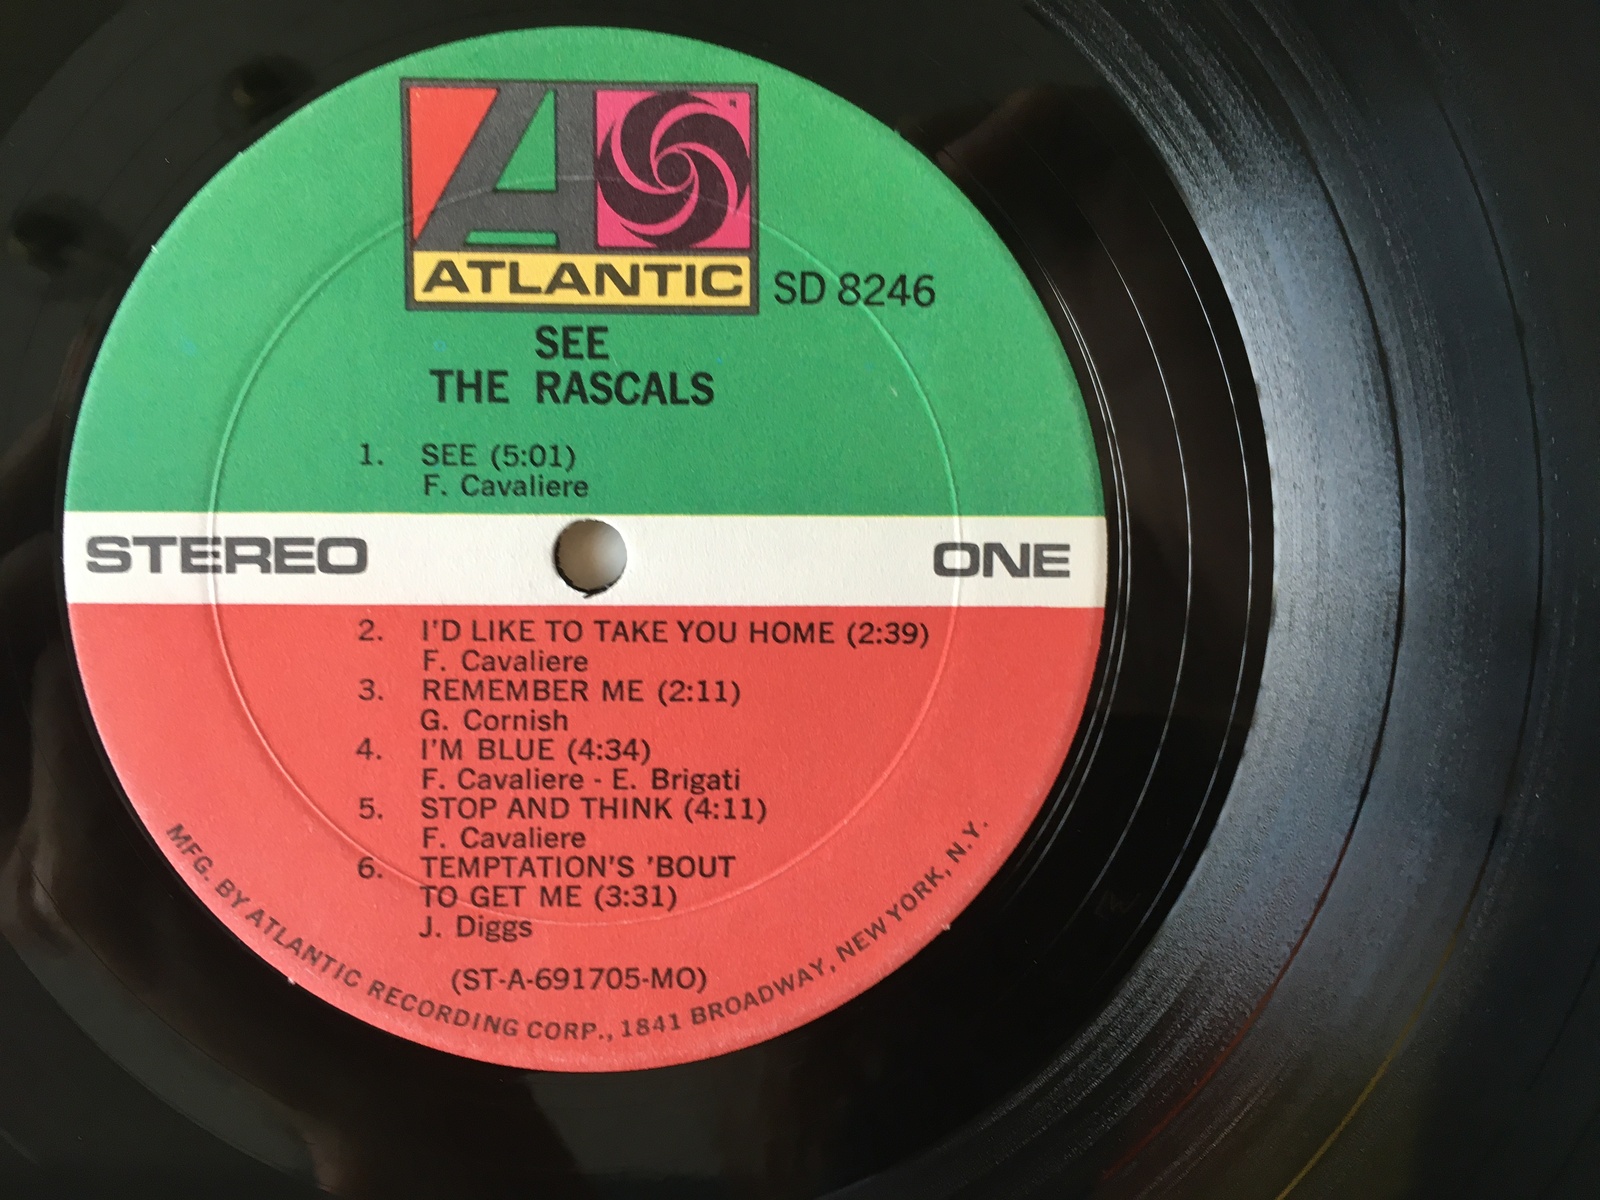 ATLANTIC
SD 8246
SEE
THE RASCALS
1. SEE (5:01)
F. Cavaliere
STEREO
ONE
2. I'D LIKE TO TAKE YOU HOME (2:39)
F. Cavaliere
3. REMEMBER ME (2:11)
G. Cornish
4. I'M BLUE (4:34)
F. Cavaliere - E. Brigati
5. STOP AND THINK (4:11)
F. Cavaliere
6. TEMPTATION'S 'BOUT
TO GET ME (3:31)
J. Diggs
(ST-A-691705-MO)
MFG. BY ATLANTIC RECORDING CORP., 1841 BROADWAY, NEW YORK, N.Y.